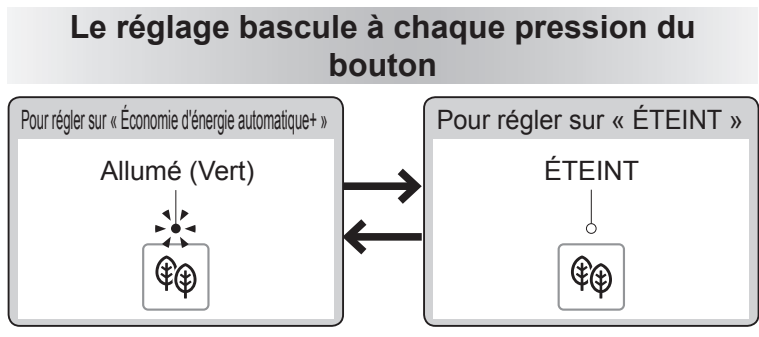 Le réglage bascule à chaque pression du
bouton
Pour régler sur « Économie d'énergie automatique+ »
Allumé (Vert)
Pour régler sur « ÉTEINT »
ÉTEINT